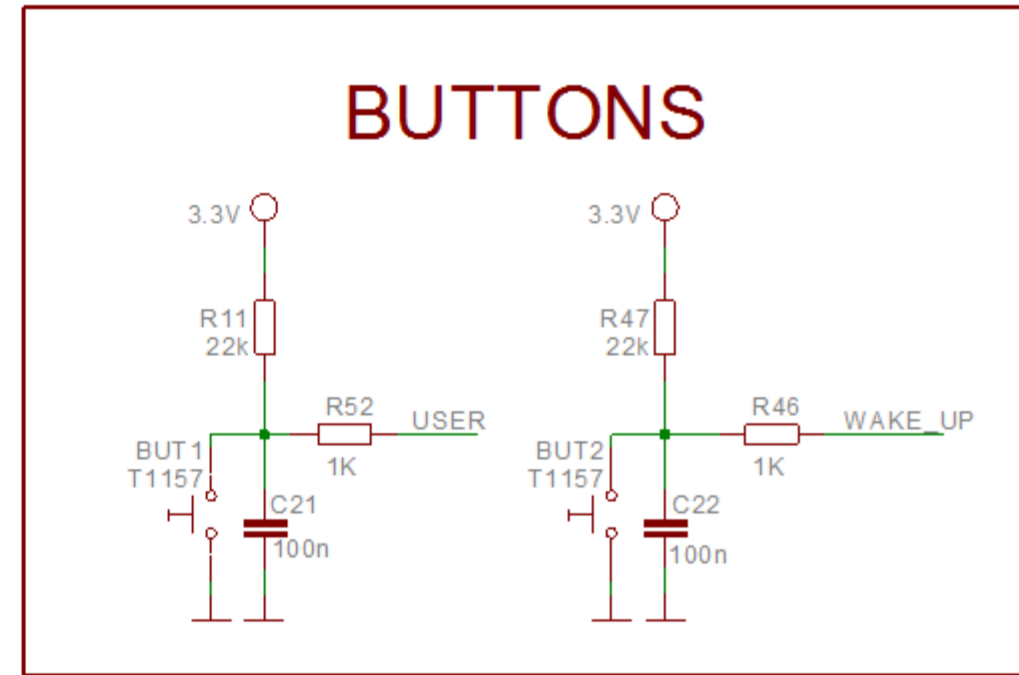 BUTTONS
3.3V
R11
22k
R52
USER
1K
BUT1
T1157
C21
100n
3.3V
R47
22k
R46
WAKE_UP
1K
BUT2
T1157
C22
100n